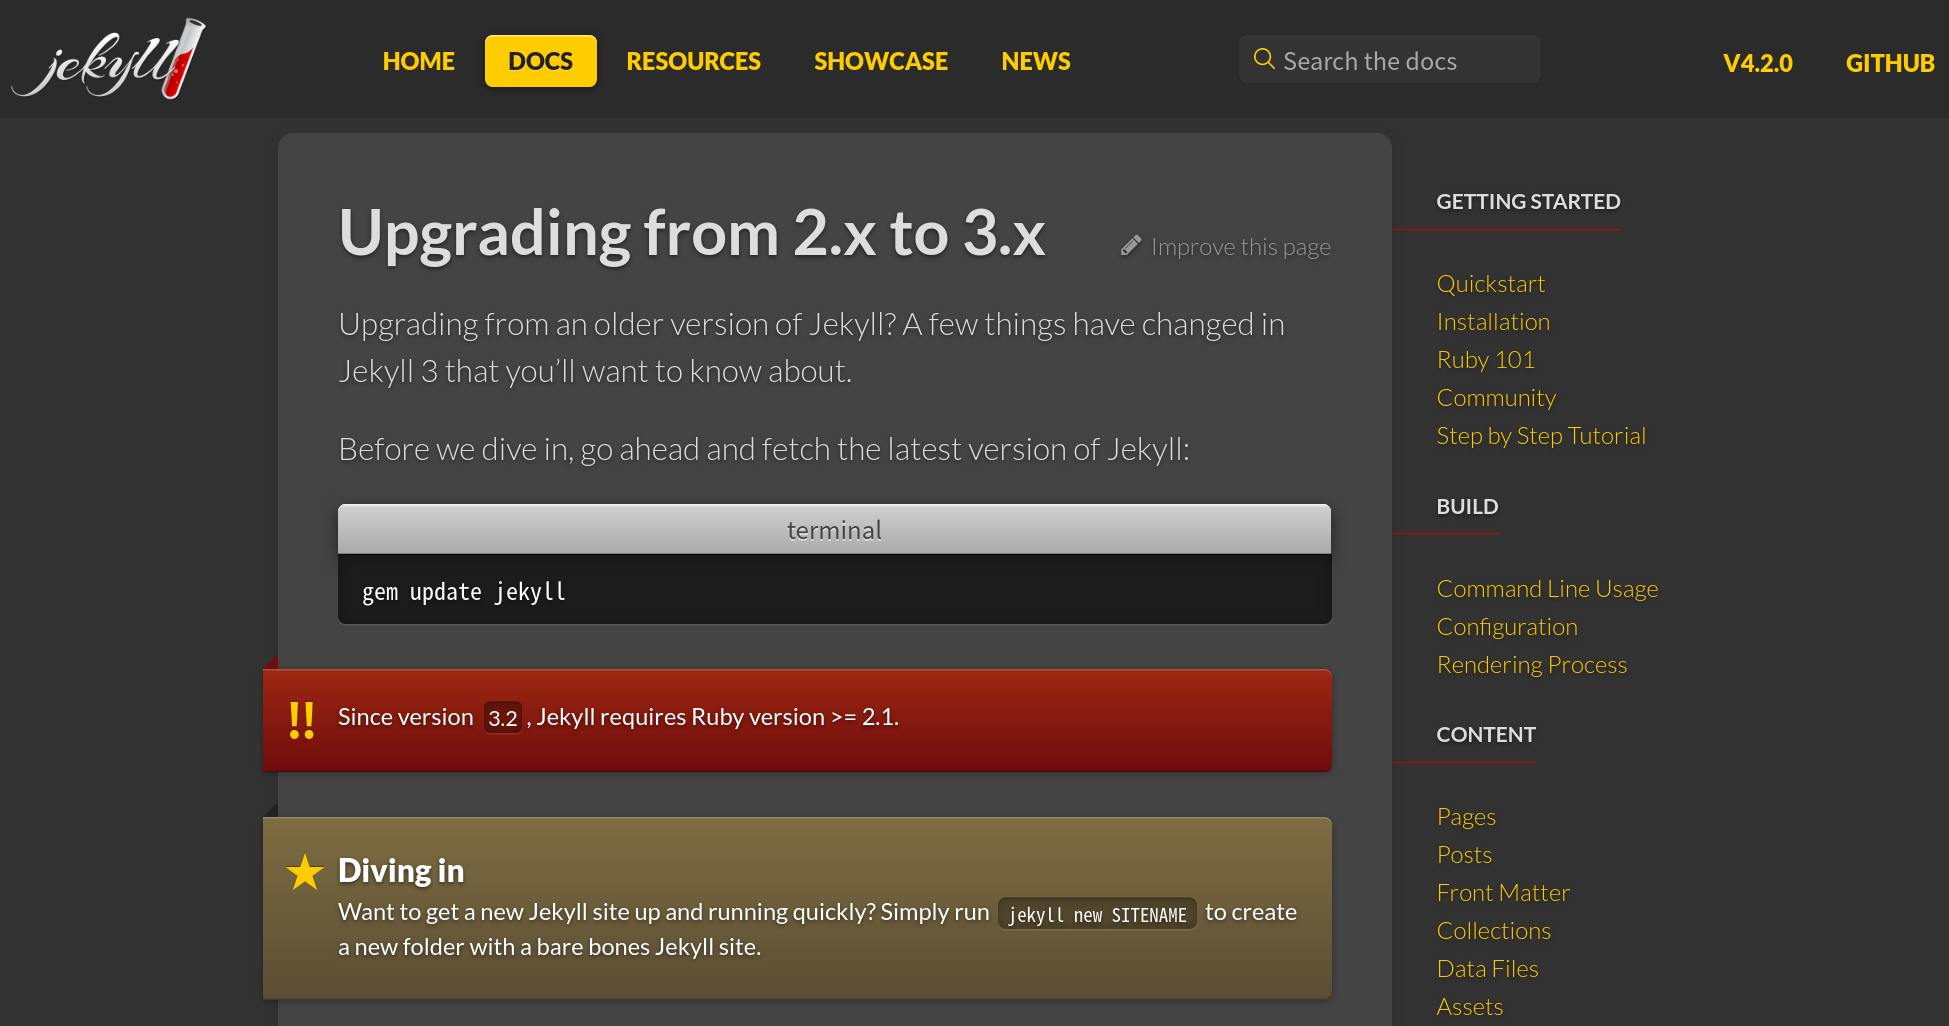 jekyll
HOME
DOCS
RESOURCES
SHOWCASE
NEWS
Search the docs
V4.2.0
GITHUB
Upgrading from 2.x to 3.x
Improve this page
Upgrading from an older version of Jekyll? A few things have changed in
Jekyll 3 that you’ll want to know about.
Before we dive in, go ahead and fetch the latest version of Jekyll:
terminal
gem update jekyll
!! Since version 3.2 , Jekyll requires Ruby version >= 2.1.
★ Diving in
Want to get a new Jekyll site up and running quickly? Simply run jekyll new SITENAME to create
a new folder with a bare bones Jekyll site.
GETTING STARTED
Quickstart
Installation
Ruby 101
Community
Step by Step Tutorial
BUILD
Command Line Usage
Configuration
Rendering Process
CONTENT
Pages
Posts
Front Matter
Collections
Data Files
Assets